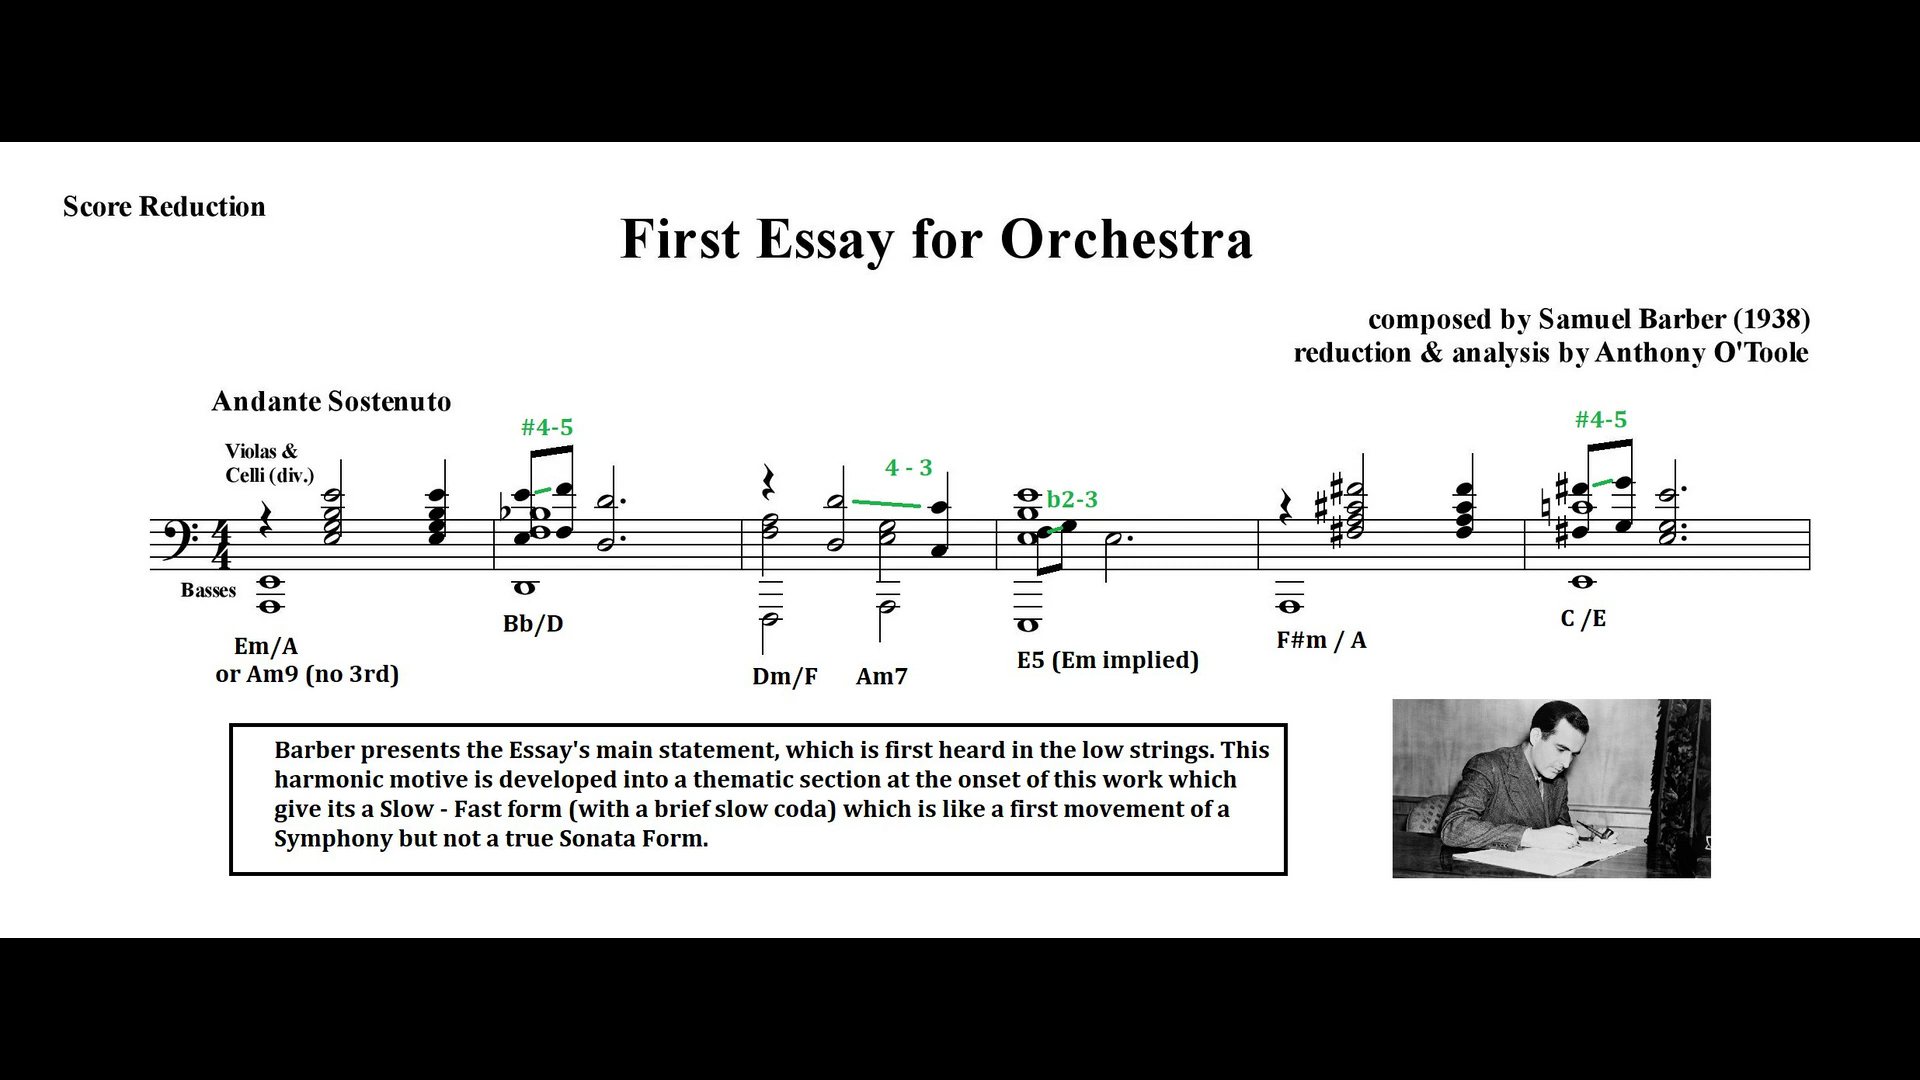 Score Reduction
First Essay for Orchestra
composed by Samuel Barber (1938)
reduction & analysis by Anthony O'Toole
Andante Sostenuto
Violas &
Celli (div.)
#4-5
4 - 3
b2-3
#4-5
4
4
Basses
Em/A
or Am9 (no 3rd)
Bb/D
Dm/F
Am7
E5 (Em implied)
F#m / A
C /E
Barber presents the Essay's main statement, which is first heard in the low strings. This
harmonic motive is developed into a thematic section at the onset of this work which
give its a Slow - Fast form (with a brief slow coda) which is like a first movement of a
Symphony but not a true Sonata Form.